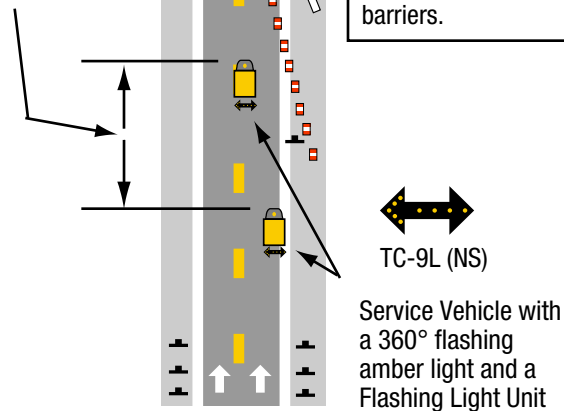 barriers.
TC-9L (NS)
Service Vehicle with
a 360° flashing
amber light and a
Flashing Light Unit